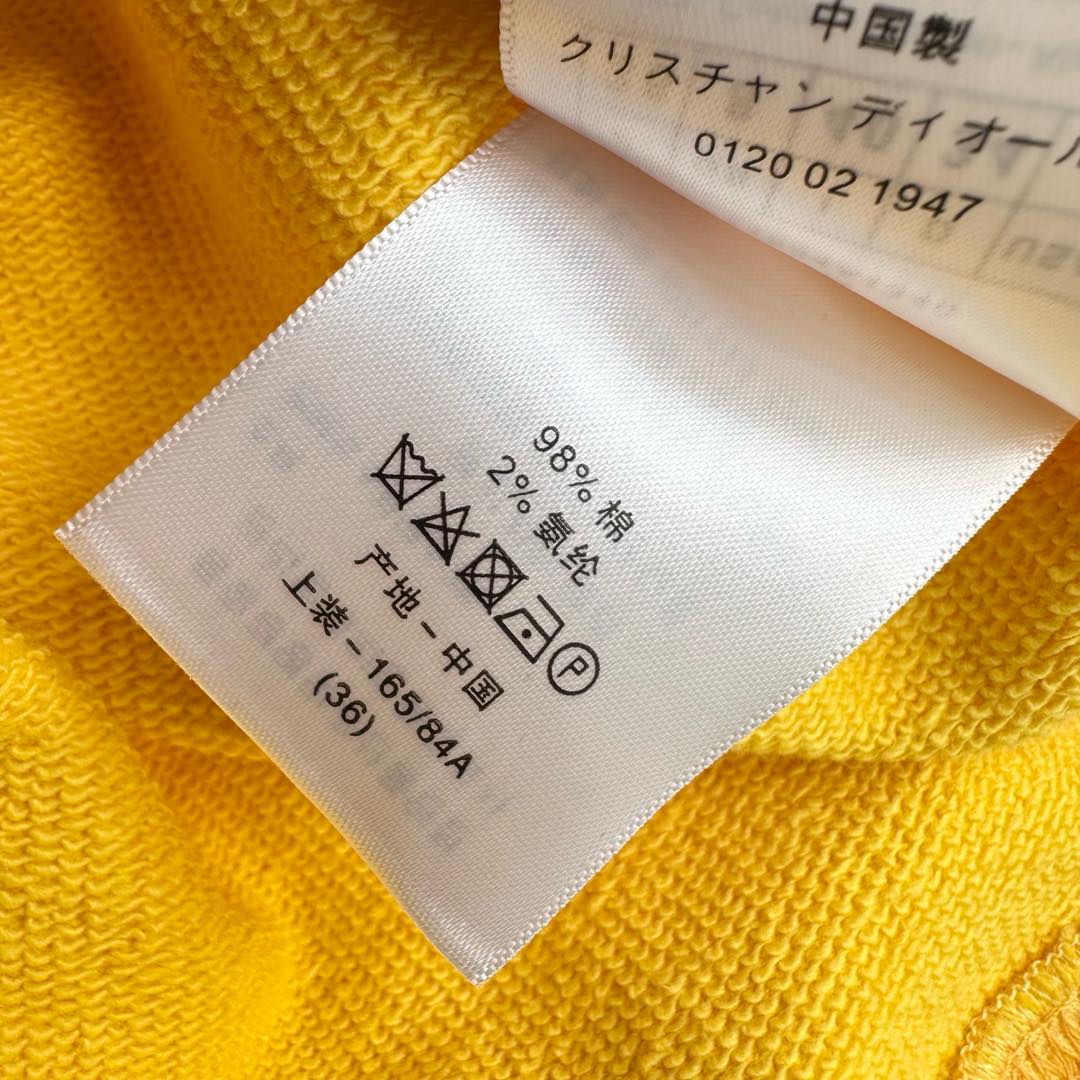 中国製
クリスチャン ディオール
0120 02 1947
98% 棉
2% 氨纶
P
产地 - 中国
上装 - 165/84A
(36)